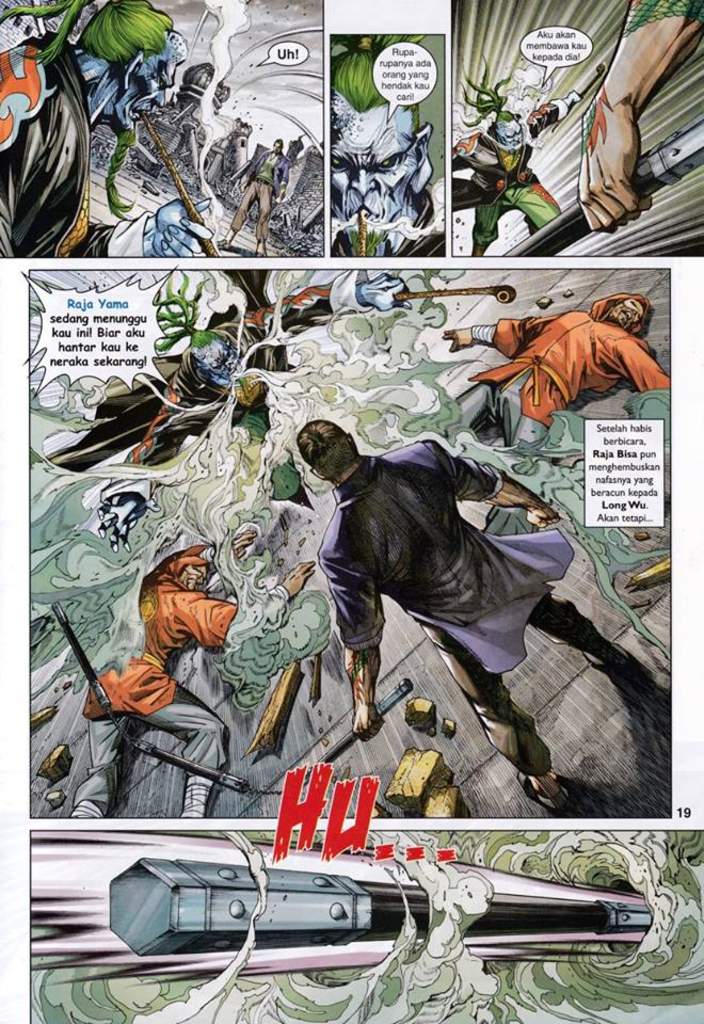 Uh!
Rupa-
rupanya ada
orang yang
hendak kau
cari!
Aku akan
membawa kau
kepada dia!
Raja Yama
sedang menunggu
kau ini! Biar aku
hantar kau ke
neraka sekarang!
Setelah habis
berbicara,
Raja Bisa pun
menghembuskan
nafasnya yang
beracun kepada
Long Wu.
Akan tetapi...
19
HU...